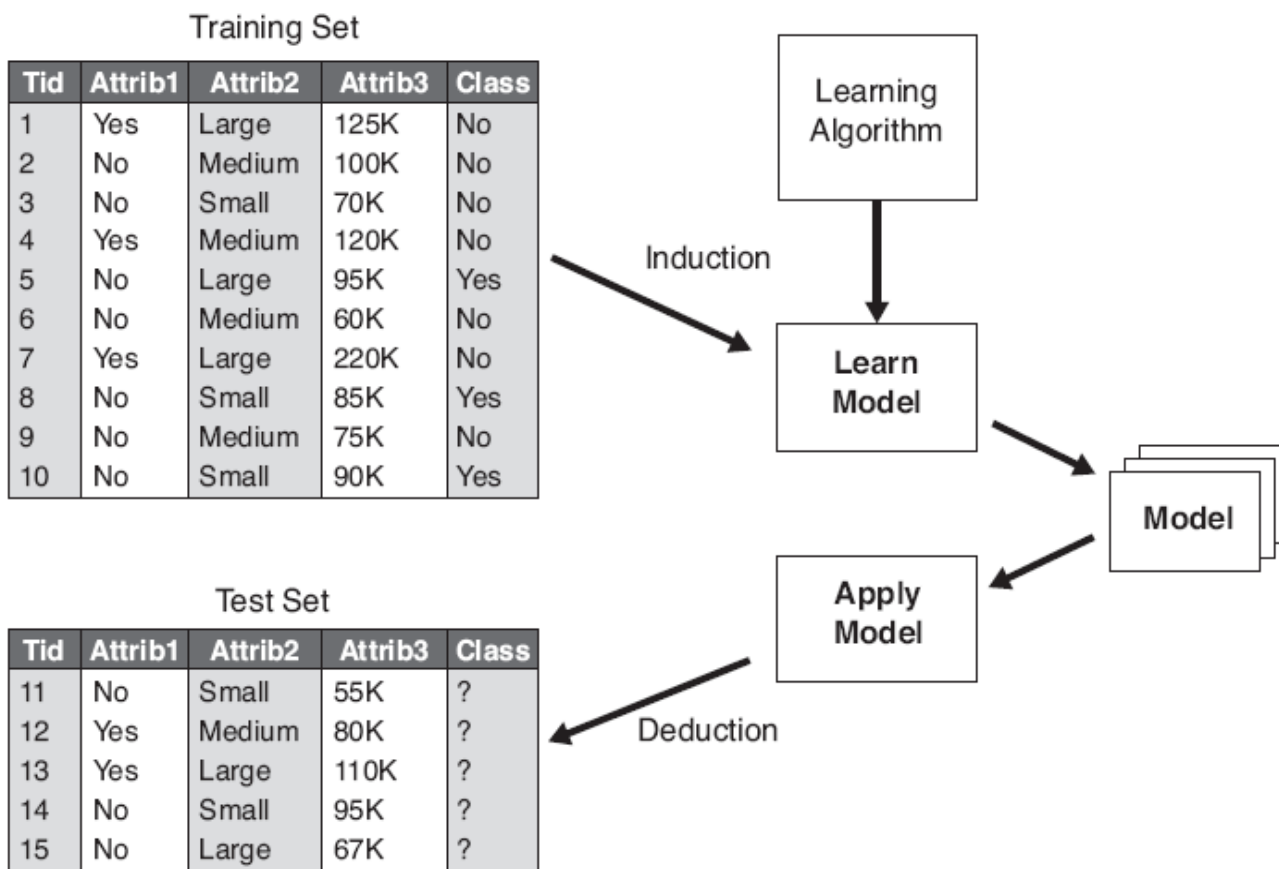 Training Set
Tid Attrib1 Attrib2 Attrib3 Class
1 Yes Large 125K No
2 No Medium 100K No
3 No Small 70K No
4 Yes Medium 120K No
5 No Large 95K Yes
6 No Medium 60K No
7 Yes Large 220K No
8 No Small 85K Yes
9 No Medium 75K No
10 No Small 90K Yes
Learning
Algorithm
Induction
Learn
Model
Model
Apply
Model
Deduction
Test Set
Tid Attrib1 Attrib2 Attrib3 Class
11 No Small 55K ?
12 Yes Medium 80K ?
13 Yes Large 110K ?
14 No Small 95K ?
15 No Large 67K ?